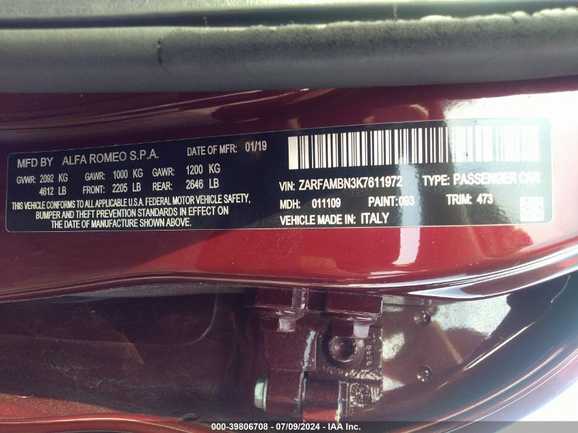 MFD BY ALFA ROMEO S.P.A. DATE OF MFR: 01/19
GVWR: 2092 KG GAWR: 1000 KG GAWR: 1200 KG
4612 LB FRONT: 2205 LB REAR: 2646 LB
THIS VEHICLE CONFORMS TO ALL APPLICABLE U.S.A. FEDERAL MOTOR VEHICLE SAFETY,
BUMPER, AND THEFT PREVENTION STANDARDS IN EFFECT ON THE
DATE OF MANUFACTURE SHOWN ABOVE.
VIN: ZARFAMBN3K7611972 TYPE: PASSENGER CAR
MDH: 011109 PAINT: 093 TRIM: 473
VEHICLE MADE IN: ITALY
000-39806708 - 07/09/2024 - IAA Inc.